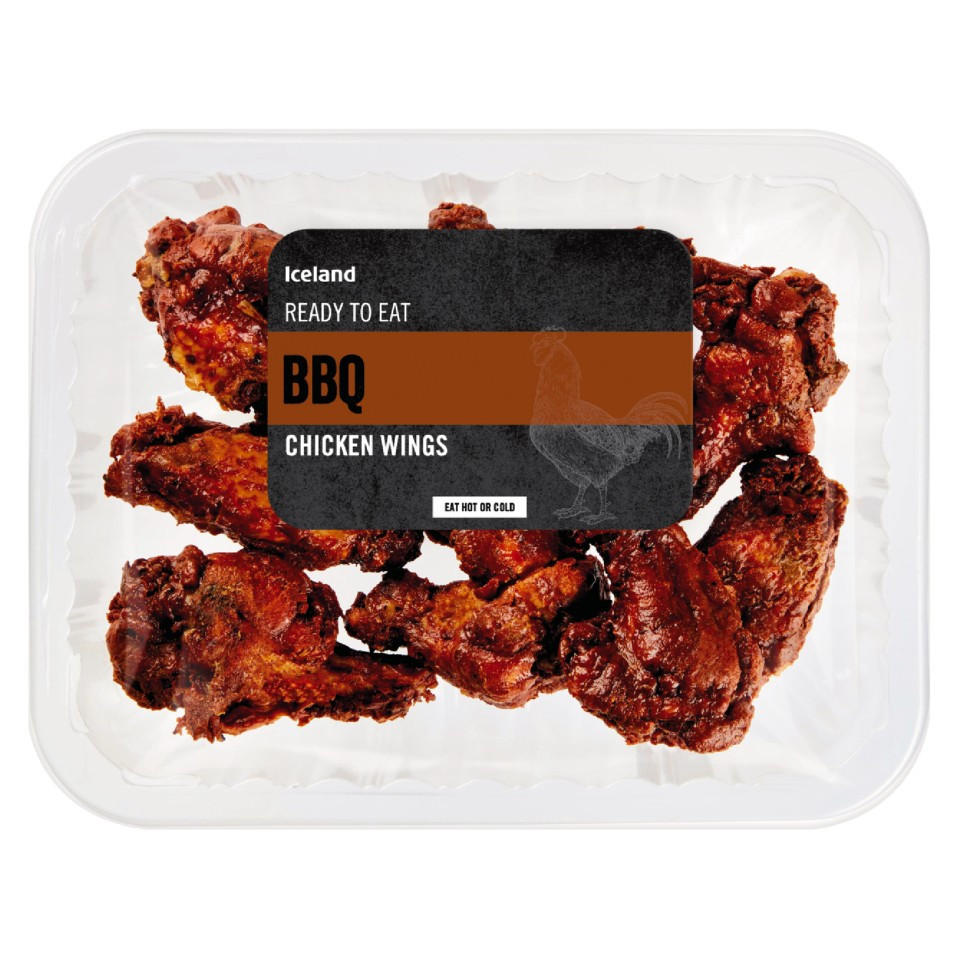 Iceland
READY TO EAT
BBQ
CHICKEN WINGS
EAT HOT OR COLD